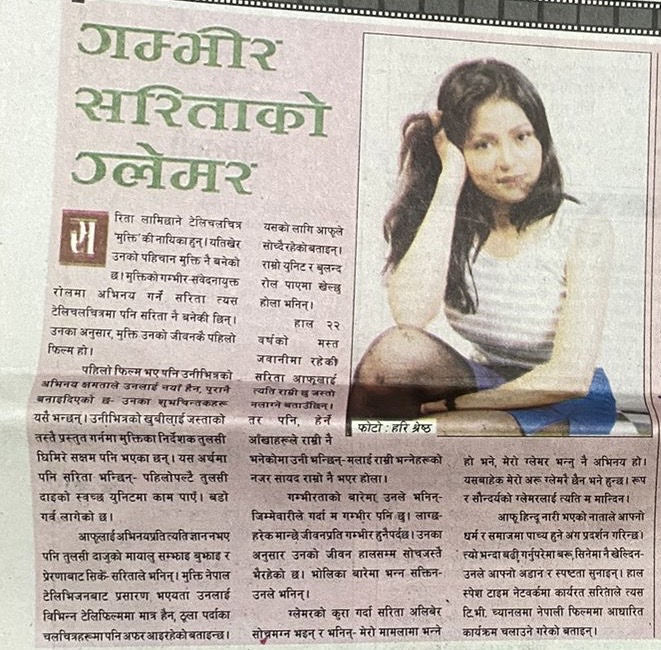 गम्भीर
सरिताको
ग्लेमर
सरिता लामिछाने टेलिचलचित्र
'मुक्ति' की नायिका हुन्। यतिखेर
उनको पहिचान मुक्ति नै बनेको
छ। मुक्तिको गम्भीर-संवेदनायुक्त
रोलमा अभिनय गर्ने सरिता त्यस
टेलिचलचित्रमा पनि सरिता नै बनेकी छिन्।
उनका अनुसार, मुक्ति उनको जीवनकै पहिलो
फिल्म हो।
पहिलो फिल्म भए पनि उनीभित्रको
अभिनय क्षमताले उनलाई नयाँ हैन, पूरानै
बनाइदिएको छ- उनका शुभचिन्तकहरू
यसै भन्छन्। उनीभित्रको खुबीलाई जस्ताको
तस्तै प्रस्तुत गर्नमा मुक्तिका निर्देशक तुलसी
घिमिरे सक्षम पनि भएका छन्। यस अर्थमा
पनि सरिता भन्छिन्- पहिलोपल्टै तुलसी
दाइको स्वच्छ युनिटमा काम पाएँ। बडो
गर्व लागेको छ।
आफूलाई अभिनयप्रति त्यति ज्ञान नभए
पनि तुलसी दाजुको मायालु सम्झाइ बुझाइ र
प्रेरणाबाट सिकें- सरिताले भनिन्। मुक्ति नेपाल
टेलिभिजनबाट प्रसारण भएयता उनलाई
विभिन्न टेलिफिल्ममा मात्र हैन, ठूला पर्दाका
चलचित्रहरूमा पनि अफर आइरहेको बताइन्छ।
यसको लागि आफूले
सोच्दै रहेको बताइन्।
राम्रो युनिट र बुलन्द
रोल पाएमा खेल्छु
होला भनिन्।
हाल २२
वर्षको मस्त
जवानीमा रहेकी
सरिता आफूलाई
त्यति राम्री छु जस्तो
नलाग्ने बताउँछिन्।
तर पनि, हेर्ने
आँखाहरूले राम्री नै
भनेकोमा उनी भन्छिन्- मलाई राम्री भन्नेहरूको
नजर सायद राम्रो नै भएर होला।
गम्भीरताको बारेमा उनले भनिन्-
जिम्मेवारीले गर्दा म गम्भीर पनि छु। लाग्छ-
हरेक मान्छे जीवनप्रति गम्भीर हुनैपर्दछ। उनका
अनुसार उनको जीवन हालसम्म सोचजस्तै
भैरहेको छ। भोलिका बारेमा भन्न सक्तिन-
उनले भनिन्।
ग्लेमरको कुरा गर्दा सरिता अलिबेर
सोचमग्न भइन् र भनिन्- मेरो मामलामा भन्ने
फोटो : हरि श्रेष्ठ
हो भने, मेरो ग्लेमर भन्नु नै अभिनय हो।
यसबाहेक मेरो अरू ग्लेमरै छैन भने हुन्छ। रूप
र सौन्दर्यको ग्लेमरलाई त्यति म मान्दिन।
आफू हिन्दू नारी भएको नाताले आफ्नो
धर्म र समाजमा पाच्य हुने अंग प्रदर्शन गरिन्छ।
त्यो भन्दा बढी गर्नुपरेमा बरू, सिनेमा नै खेल्दिन-
उनले आफ्नो अडान र स्पष्टता सुनाइन्। हाल
स्पेश टाइम नेटवर्कमा कार्यरत सरिताले त्यस
टि.भी. च्यानलमा नेपाली फिल्ममा आधारित
कार्यक्रम चलाउने गरेको बताइन्।